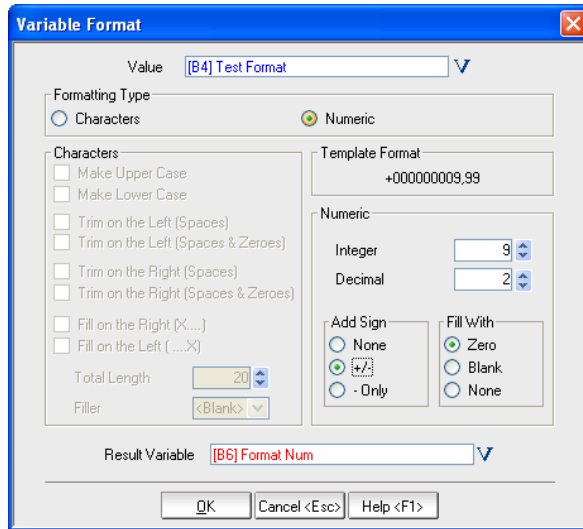 Variable Format
Value [B4] Test Format V
Formatting Type
Characters Numeric
Characters
Make Upper Case
Make Lower Case
Trim on the Left (Spaces)
Trim on the Left (Spaces & Zeroes)
Trim on the Right (Spaces)
Trim on the Right (Spaces & Zeroes)
Fill on the Right (X....)
Fill on the Left ( ....X)
Total Length 20
Filler <Blank>
Template Format
+000000009,99
Numeric
Integer 9
Decimal 2
Add Sign
None
+/-
- Only
Fill With
Zero
Blank
None
Result Variable [B6] Format Num V
OK Cancel <Esc> Help <F1>